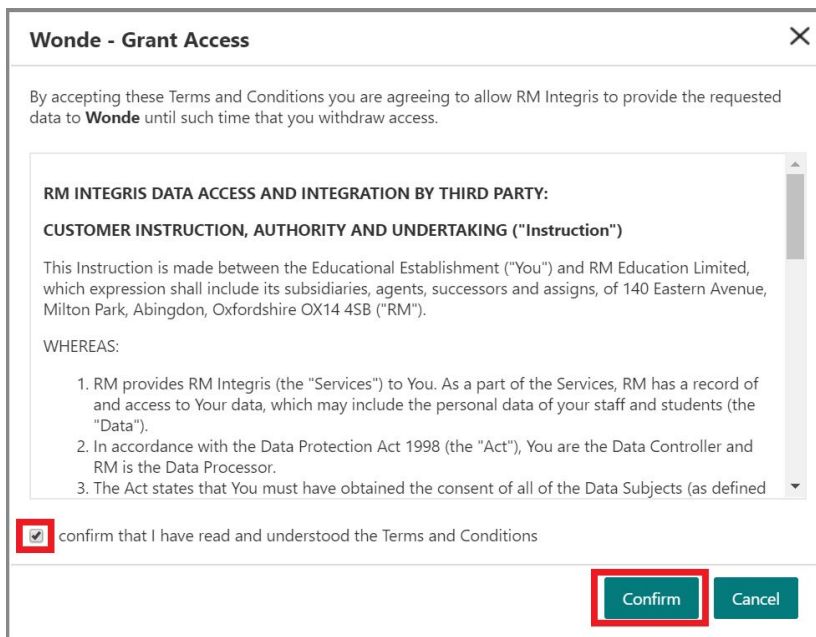 Wonde - Grant Access
By accepting these Terms and Conditions you are agreeing to allow RM Integris to provide the requested
data to Wonde until such time that you withdraw access.
RM INTEGRIS DATA ACCESS AND INTEGRATION BY THIRD PARTY:
CUSTOMER INSTRUCTION, AUTHORITY AND UNDERTAKING ("Instruction")
This Instruction is made between the Educational Establishment ("You") and RM Education Limited,
which expression shall include its subsidiaries, agents, successors and assigns, of 140 Eastern Avenue,
Milton Park, Abingdon, Oxfordshire OX14 4SB ("RM").
WHEREAS:
1. RM provides RM Integris (the "Services") to You. As a part of the Services, RM has a record of
and access to Your data, which may include the personal data of your staff and students (the
"Data").
2. In accordance with the Data Protection Act 1998 (the "Act"), You are the Data Controller and
RM is the Data Processor.
3. The Act states that You must have obtained the consent of all of the Data Subjects (as defined
confirm that I have read and understood the Terms and Conditions
Confirm
Cancel